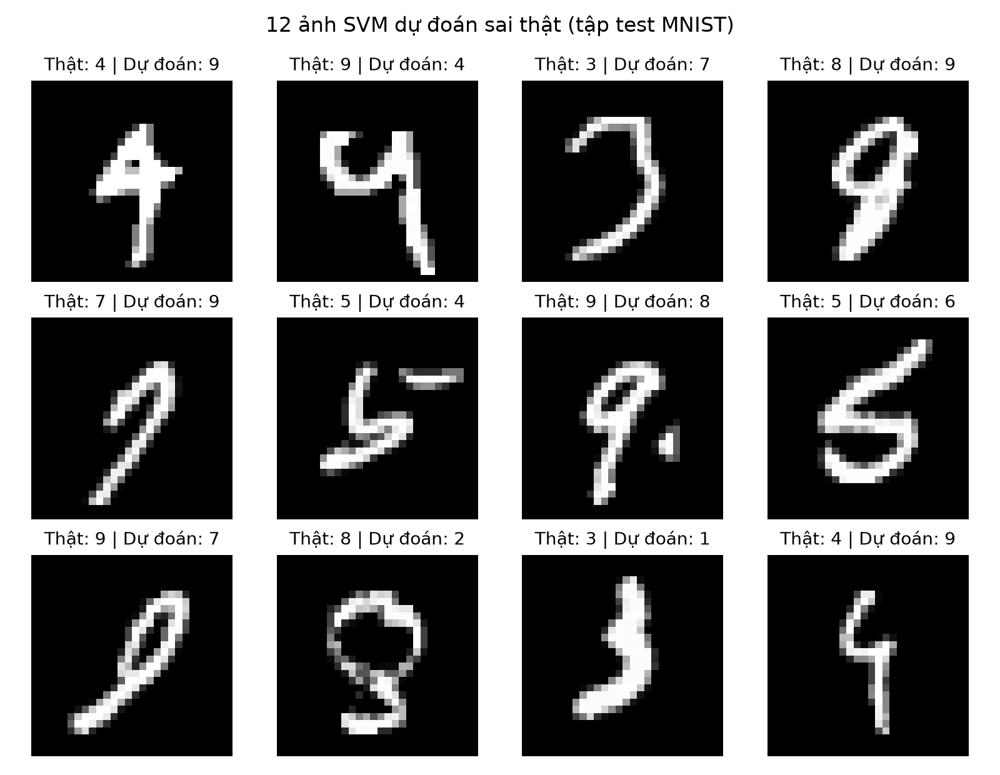 12 ảnh SVM dự đoán sai thật (tập test MNIST)
Thật: 4 | Dự đoán: 9
Thật: 9 | Dự đoán: 4
Thật: 3 | Dự đoán: 7
Thật: 8 | Dự đoán: 9
Thật: 7 | Dự đoán: 9
Thật: 5 | Dự đoán: 4
Thật: 9 | Dự đoán: 8
Thật: 5 | Dự đoán: 6
Thật: 9 | Dự đoán: 7
Thật: 8 | Dự đoán: 2
Thật: 3 | Dự đoán: 1
Thật: 4 | Dự đoán: 9